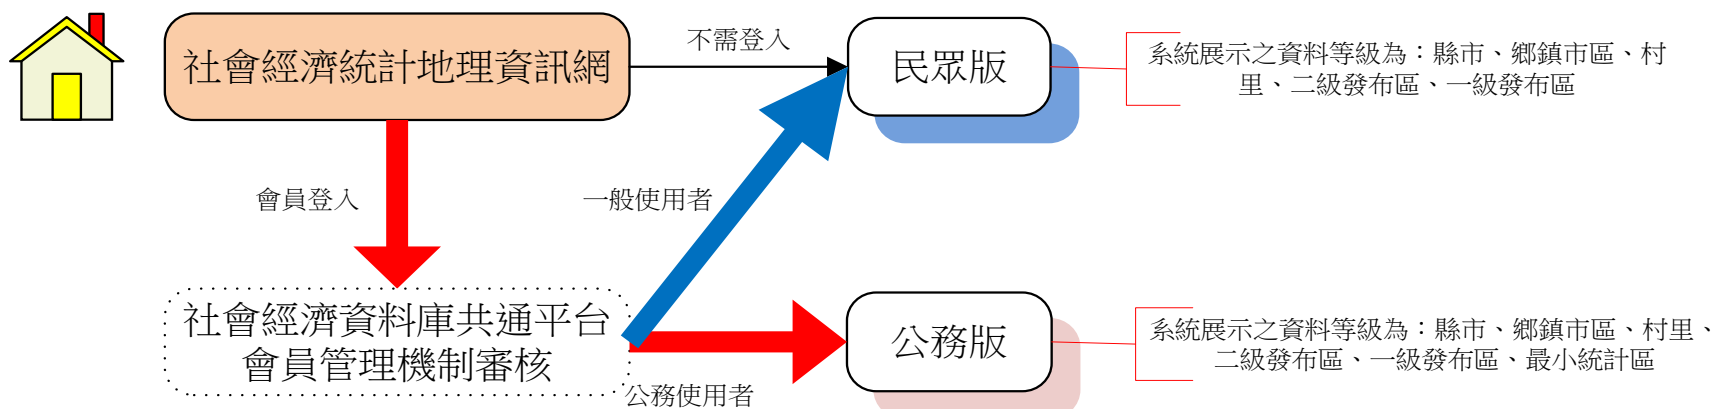 社會經濟統計地理資訊網
不需登入
民眾版
系統展示之資料等級為：縣市、鄉鎮市區、村
里、二級發布區、一級發布區
會員登入
一般使用者
社會經濟資料庫共通平台
會員管理機制審核
公務使用者
公務版
系統展示之資料等級為：縣市、鄉鎮市區、村里、
二級發布區、一級發布區、最小統計區